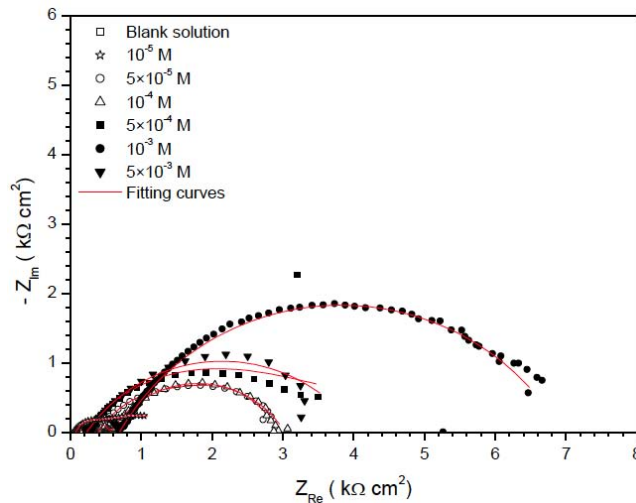 6
5
4
3
2
1
0
- Z_Im ( kΩ cm²)
Blank solution
10⁻⁵ M
5×10⁻⁵ M
10⁻⁴ M
5×10⁻⁴ M
10⁻³ M
5×10⁻³ M
Fitting curves
0 1 2 3 4 5 6 7 8
Z_Re ( kΩ cm²)